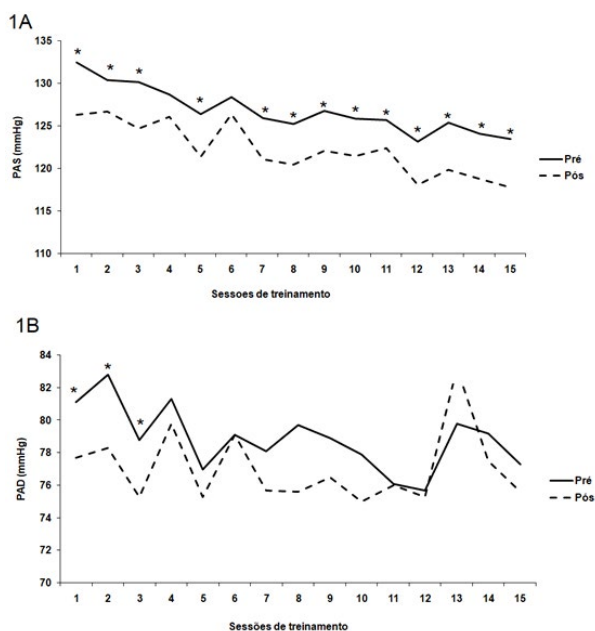 1A
135
130
125
120
115
110
PAS (mmHg)
* * * * * * * * * * * * *
Pré
Pós
1 2 3 4 5 6 7 8 9 10 11 12 13 14 15
Sessoes de treinamento
1B
84
82
80
78
76
74
72
70
PAD (mmHg)
* * *
Pré
Pós
1 2 3 4 5 6 7 8 9 10 11 12 13 14 15
Sessões de treinamento